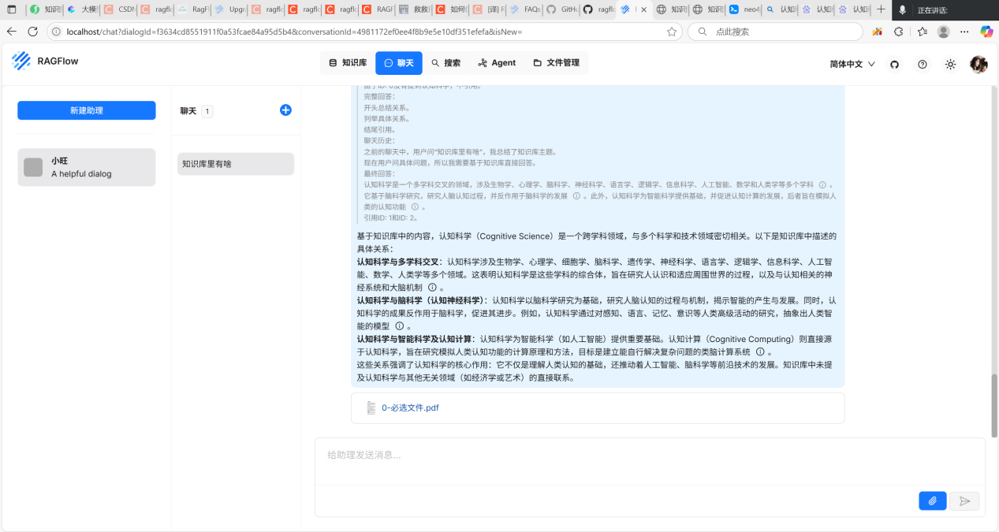 知识
大模
CSDN
ragflo
RagF
Upgra
ragflo
ragflo
ragflo
RAGF
救救
如何
[译] R
FAQs
GitHu
ragflo
知识
知识
neo4
认知
认知
认知
正在讲话:
localhost/chat?dialogId=f3634cd8551911f0a53fcae84a95d5b4&conversationId=4981172ef0ee4f8b9e5e10df351efefa&isNew=
点此搜索
RAGFlow
知识库
聊天
搜索
Agent
文件管理
简体中文
新建助理
小旺
A helpful dialog
聊天 1
知识库里有啥
由于ID: 0没有提到认知科学，不引用。
完整回答：
开头总结关系。
列举具体关系。
结尾引用。
聊天历史：
之前的聊天中，用户问“知识库里有啥”，我总结了知识库主题。
现在用户问具体问题，所以我需要基于知识库直接回答。
最终回答：
认知科学是一个多学科交叉的领域，涉及生物学、心理学、脑科学、神经科学、语言学、逻辑学、信息科学、人工智能、数学和人类学等多个学科 。
它基于脑科学研究，研究人脑认知过程，并反作用于脑科学的发展 。此外，认知科学为智能科学提供基础，并促进认知计算的发展，后者旨在模拟人
类的认知功能 。
引用ID: 1和ID: 2。
基于知识库中的内容，认知科学（Cognitive Science）是一个跨学科领域，与多个科学和技术领域密切相关。以下是知识库中描述的
具体关系：
认知科学与多学科交叉：认知科学涉及生物学、心理学、细胞学、脑科学、遗传学、神经科学、语言学、逻辑学、信息科学、人工智
能、数学、人类学等多个领域。这表明认知科学是这些学科的综合体，旨在研究人认识和适应周围世界的过程，以及与认知相关的神
经系统和大脑机制 。
认知科学与脑科学（认知神经科学）：认知科学以脑科学研究为基础，研究人脑认知的过程与机制，揭示智能的产生与发展。同时，认
知科学的成果反作用于脑科学，促进其进步。例如，认知科学通过对感知、语言、记忆、意识等人类高级活动的研究，抽象出人类智
能的模型 。
认知科学与智能科学及认知计算：认知科学为智能科学（如人工智能）提供重要基础。认知计算（Cognitive Computing）则直接源
于认知科学，旨在研究模拟人类认知功能的计算原理和方法，目标是建立能自行解决复杂问题的类脑计算系统 。
这些关系强调了认知科学的核心作用：它不仅是理解人类认知的基础，还推动着人工智能、脑科学等前沿技术的发展。知识库中未提
及认知科学与其他无关领域（如经济学或艺术）的直接联系。
0-必选文件.pdf
给助理发送消息...